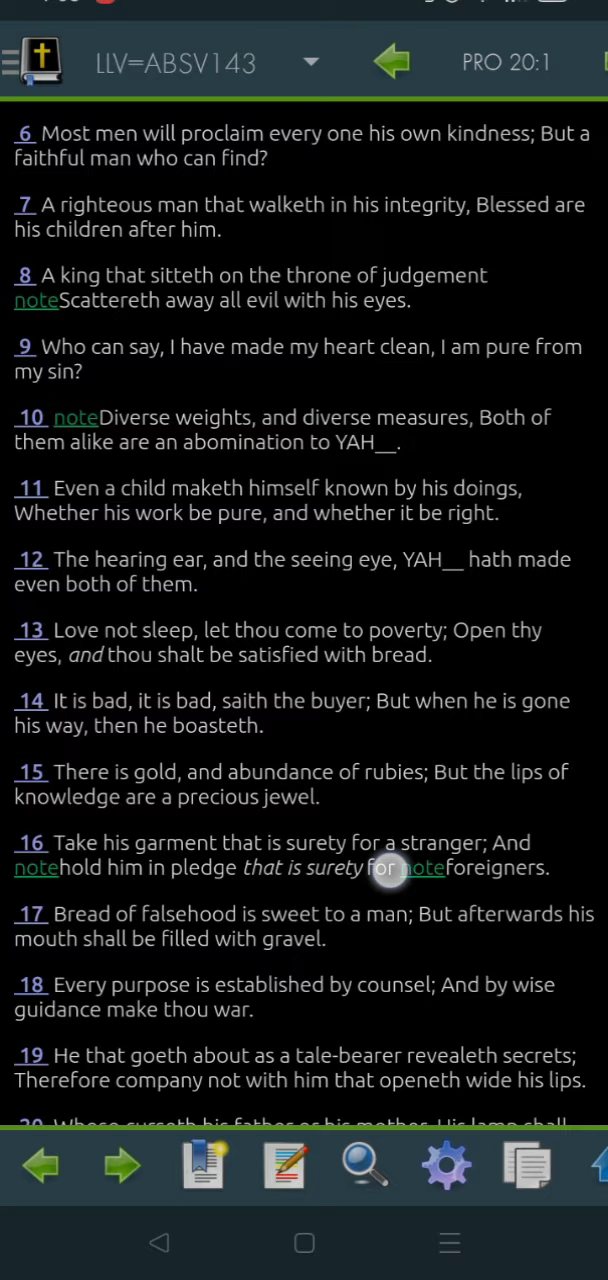 LLV=ABSV143 PRO 20:1
6 Most men will proclaim every one his own kindness; But a
faithful man who can find?
7 A righteous man that walketh in his integrity, Blessed are
his children after him.
8 A king that sitteth on the throne of judgement
noteScattereth away all evil with his eyes.
9 Who can say, I have made my heart clean, I am pure from
my sin?
10 noteDiverse weights, and diverse measures, Both of
them alike are an abomination to YAH__.
11 Even a child maketh himself known by his doings,
Whether his work be pure, and whether it be right.
12 The hearing ear, and the seeing eye, YAH__ hath made
even both of them.
13 Love not sleep, let thou come to poverty; Open thy
eyes, and thou shalt be satisfied with bread.
14 It is bad, it is bad, saith the buyer; But when he is gone
his way, then he boasteth.
15 There is gold, and abundance of rubies; But the lips of
knowledge are a precious jewel.
16 Take his garment that is surety for a stranger; And
notehold him in pledge that is surety for noteforeigners.
17 Bread of falsehood is sweet to a man; But afterwards his
mouth shall be filled with gravel.
18 Every purpose is established by counsel; And by wise
guidance make thou war.
19 He that goeth about as a tale-bearer revealeth secrets;
Therefore company not with him that openeth wide his lips.
20 Whoso curseth his father or his mother, His lamp shall